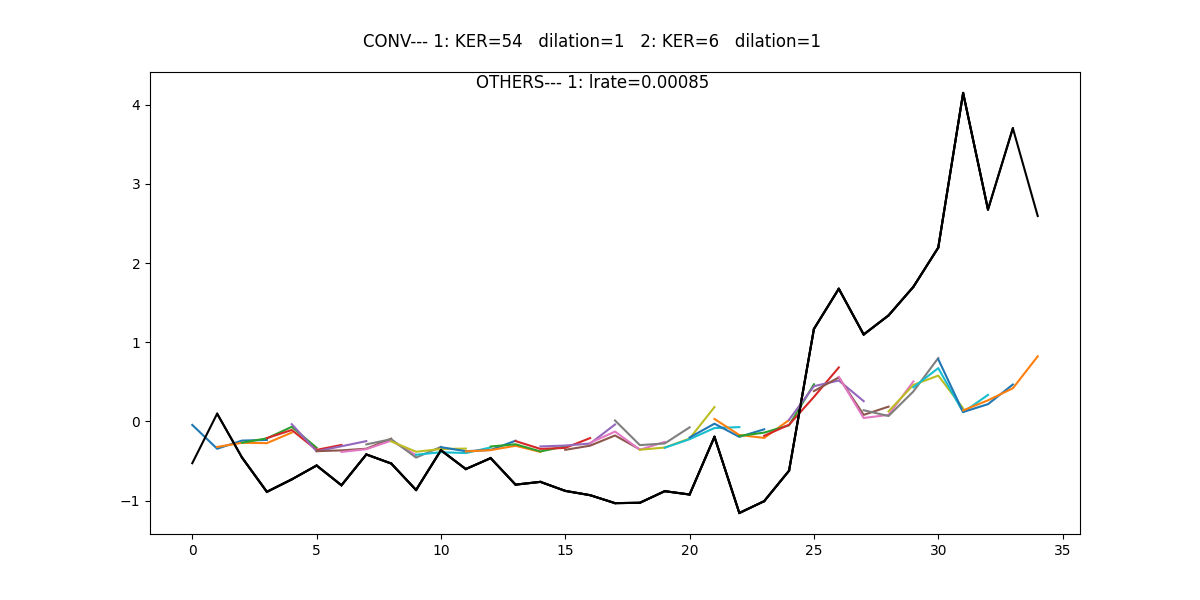 CONV--- 1: KER=54   dilation=1   2: KER=6   dilation=1
OTHERS--- 1: lrate=0.00085
4
3
2
1
0
−1
0 5 10 15 20 25 30 35